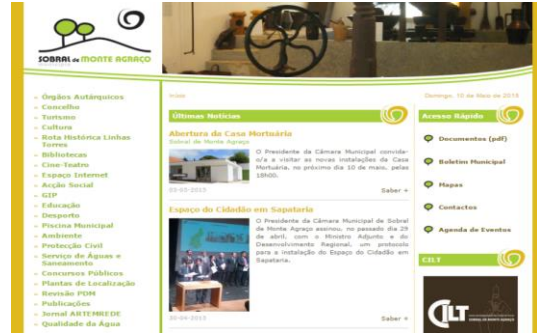 SOBRAL de MONTE AGRAÇO
Início
Domingo, 10 de Maio de 2015
Órgãos Autárquicos
Concelho
Turismo
Cultura
Rota Histórica Linhas
Torres
Bibliotecas
Cine-Teatro
Espaço Internet
Acção Social
GIP
Educação
Desporto
Piscina Municipal
Ambiente
Protecção Civil
Serviço de Águas e
Saneamento
Concursos Públicos
Plantas de Localização
Revisão PDM
Publicações
Jornal ARTEMREDE
Qualidade da Água
Últimas Notícias
Abertura da Casa Mortuária
Sobral de Monte Agraço
O Presidente da Câmara Municipal convida-
o/a a visitar as novas instalações da Casa
Mortuária, no próximo dia 10 de maio, pelas
18h00.
Saber +
Espaço do Cidadão em Sapataria
O Presidente da Câmara Municipal de Sobral
de Monte Agraço assinou, no passado dia 29
de abril, com o Ministro Adjunto e do
Desenvolvimento Regional, um protocolo
para a instalação do Espaço do Cidadão em
Sapataria.
30-04-2015
Saber +
Acesso Rápido
Documentos (pdf)
Boletim Municipal
Mapas
Contactos
Agenda de Eventos
CILT
CILT